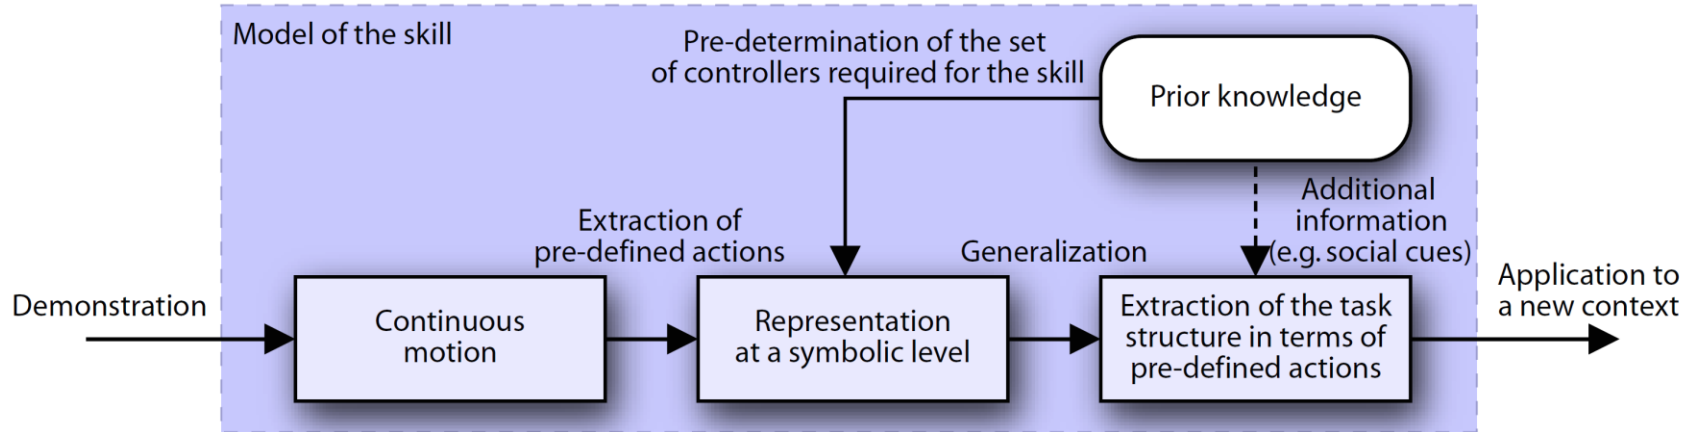 Model of the skill
Pre-determination of the set
of controllers required for the skill
Prior knowledge
Additional
information
(e.g. social cues)
Extraction of
pre-defined actions
Generalization
Demonstration
Continuous
motion
Representation
at a symbolic level
Extraction of the task
structure in terms of
pre-defined actions
Application to
a new context